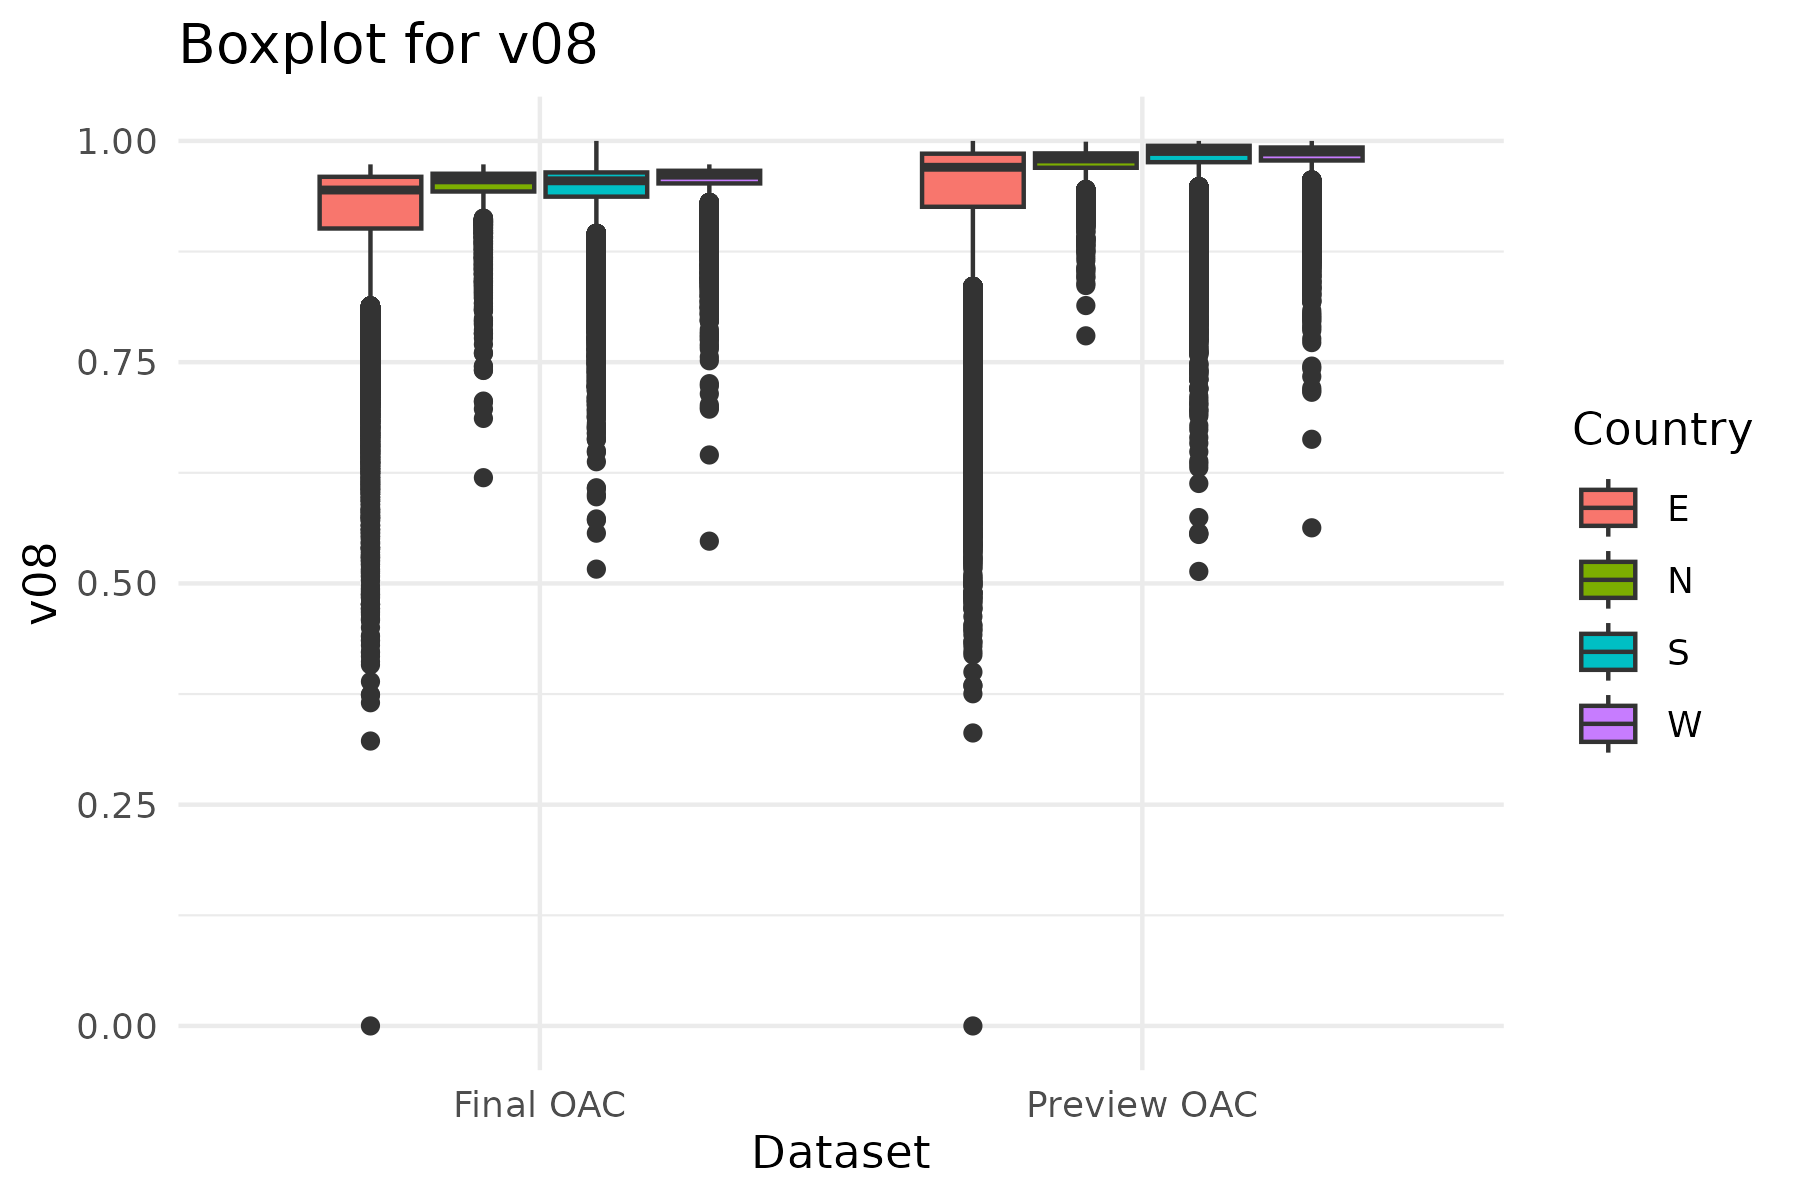 Boxplot for v08
1.00
0.75
0.50
0.25
0.00
v08
Final OAC
Preview OAC
Dataset
Country
E
N
S
W